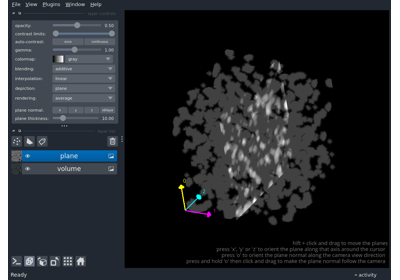 File View Plugins Window Help
opacity: 0.50
contrast limits:
auto-contrast: once continuous
gamma: 1.00
colormap: gray
blending: additive
interpolation: linear
depiction: plane
rendering: average
plane normal: x y z oblique
plane thickness: 10.00
plane
volume
0
shift + click and drag to move the planes
press 'x', 'y' or 'z' to orient the plane along that axis around the cursor
press 'o' to orient the plane normal along the camera view direction
press and hold 'o' then click and drag to make the plane normal follow the camera
Ready activity